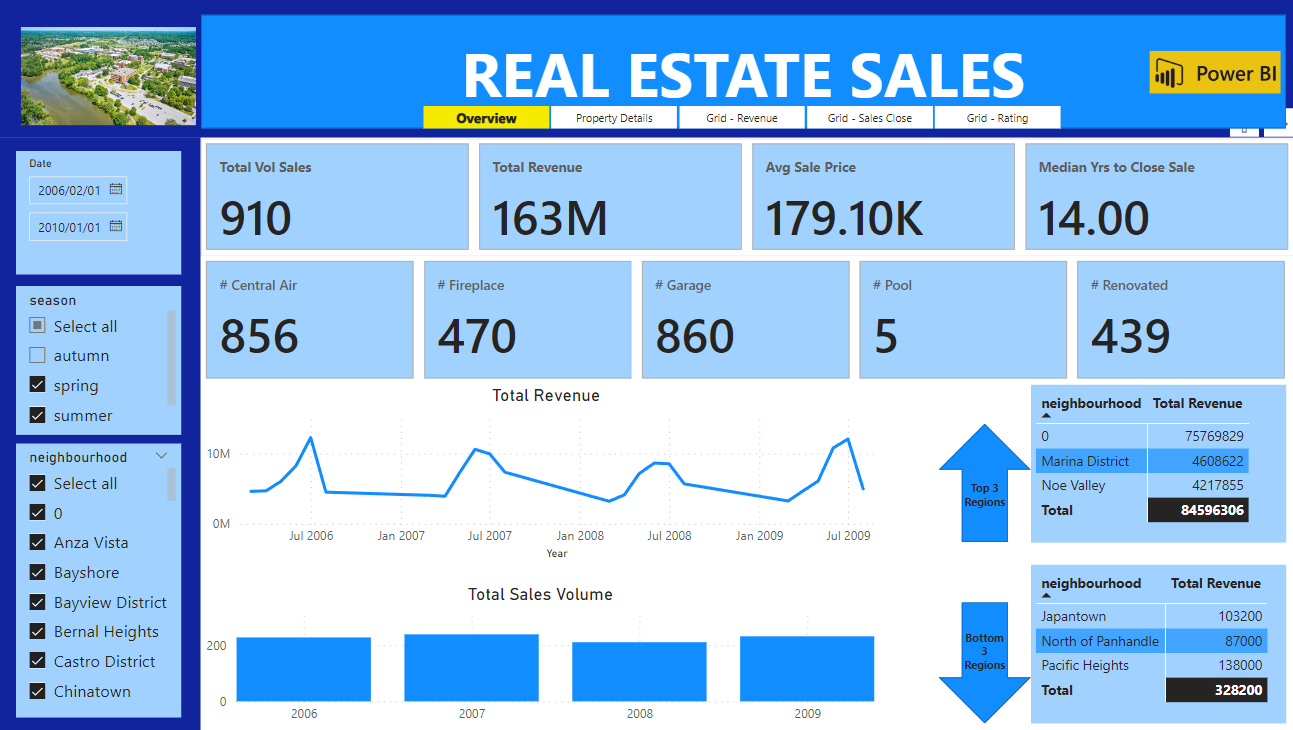 REAL ESTATE SALES
Power BI
Overview
Property Details
Grid - Revenue
Grid - Sales Close
Grid - Rating
Date
2006/02/01
2010/01/01
season
Select all
autumn
spring
summer
neighbourhood
Select all
0
Anza Vista
Bayshore
Bayview District
Bernal Heights
Castro District
Chinatown
Total Vol Sales
910
Total Revenue
163M
Avg Sale Price
179.10K
Median Yrs to Close Sale
14.00
# Central Air
856
# Fireplace
470
# Garage
860
# Pool
5
# Renovated
439
Total Revenue
10M
0M
Jul 2006 Jan 2007 Jul 2007 Jan 2008 Jul 2008 Jan 2009 Jul 2009
Year
Total Sales Volume
200
0
2006 2007 2008 2009
Top 3
Regions
neighbourhood Total Revenue
0 75769829
Marina District 4608622
Noe Valley 4217855
Total 84596306
Bottom
3
Regions
neighbourhood Total Revenue
Japantown 103200
North of Panhandle 87000
Pacific Heights 138000
Total 328200